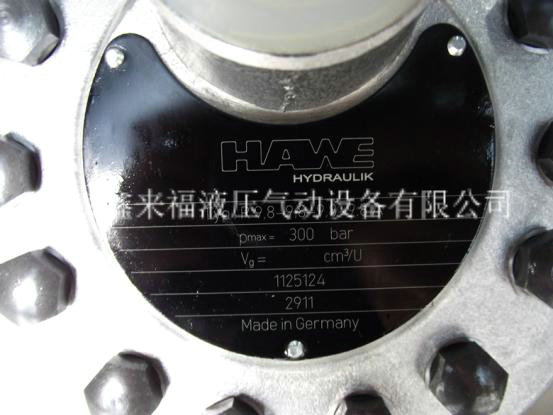 HAWE
HYDRAULIK
来福液压气动设备有限公司
pmax = 300 bar
Vg = cm³/U
1125124
2911
Made in Germany